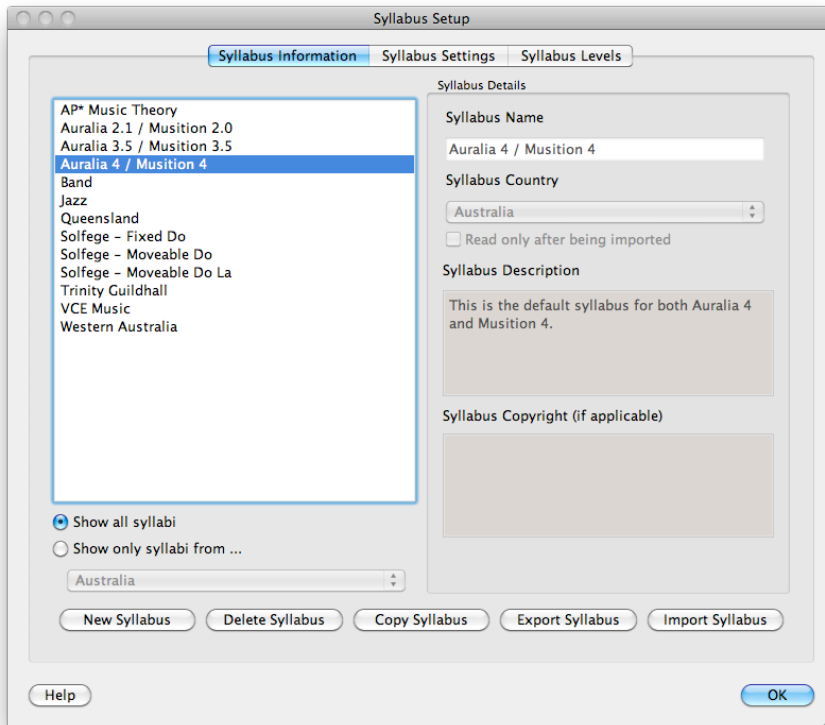 Syllabus Setup
Syllabus Information
Syllabus Settings
Syllabus Levels
AP* Music Theory
Auralia 2.1 / Musition 2.0
Auralia 3.5 / Musition 3.5
Auralia 4 / Musition 4
Band
Jazz
Queensland
Solfege - Fixed Do
Solfege - Moveable Do
Solfege - Moveable Do La
Trinity Guildhall
VCE Music
Western Australia
Show all syllabi
Show only syllabi from ...
Australia
Syllabus Details
Syllabus Name
Auralia 4 / Musition 4
Syllabus Country
Australia
Read only after being imported
Syllabus Description
This is the default syllabus for both Auralia 4
and Musition 4.
Syllabus Copyright (if applicable)
New Syllabus
Delete Syllabus
Copy Syllabus
Export Syllabus
Import Syllabus
Help
OK